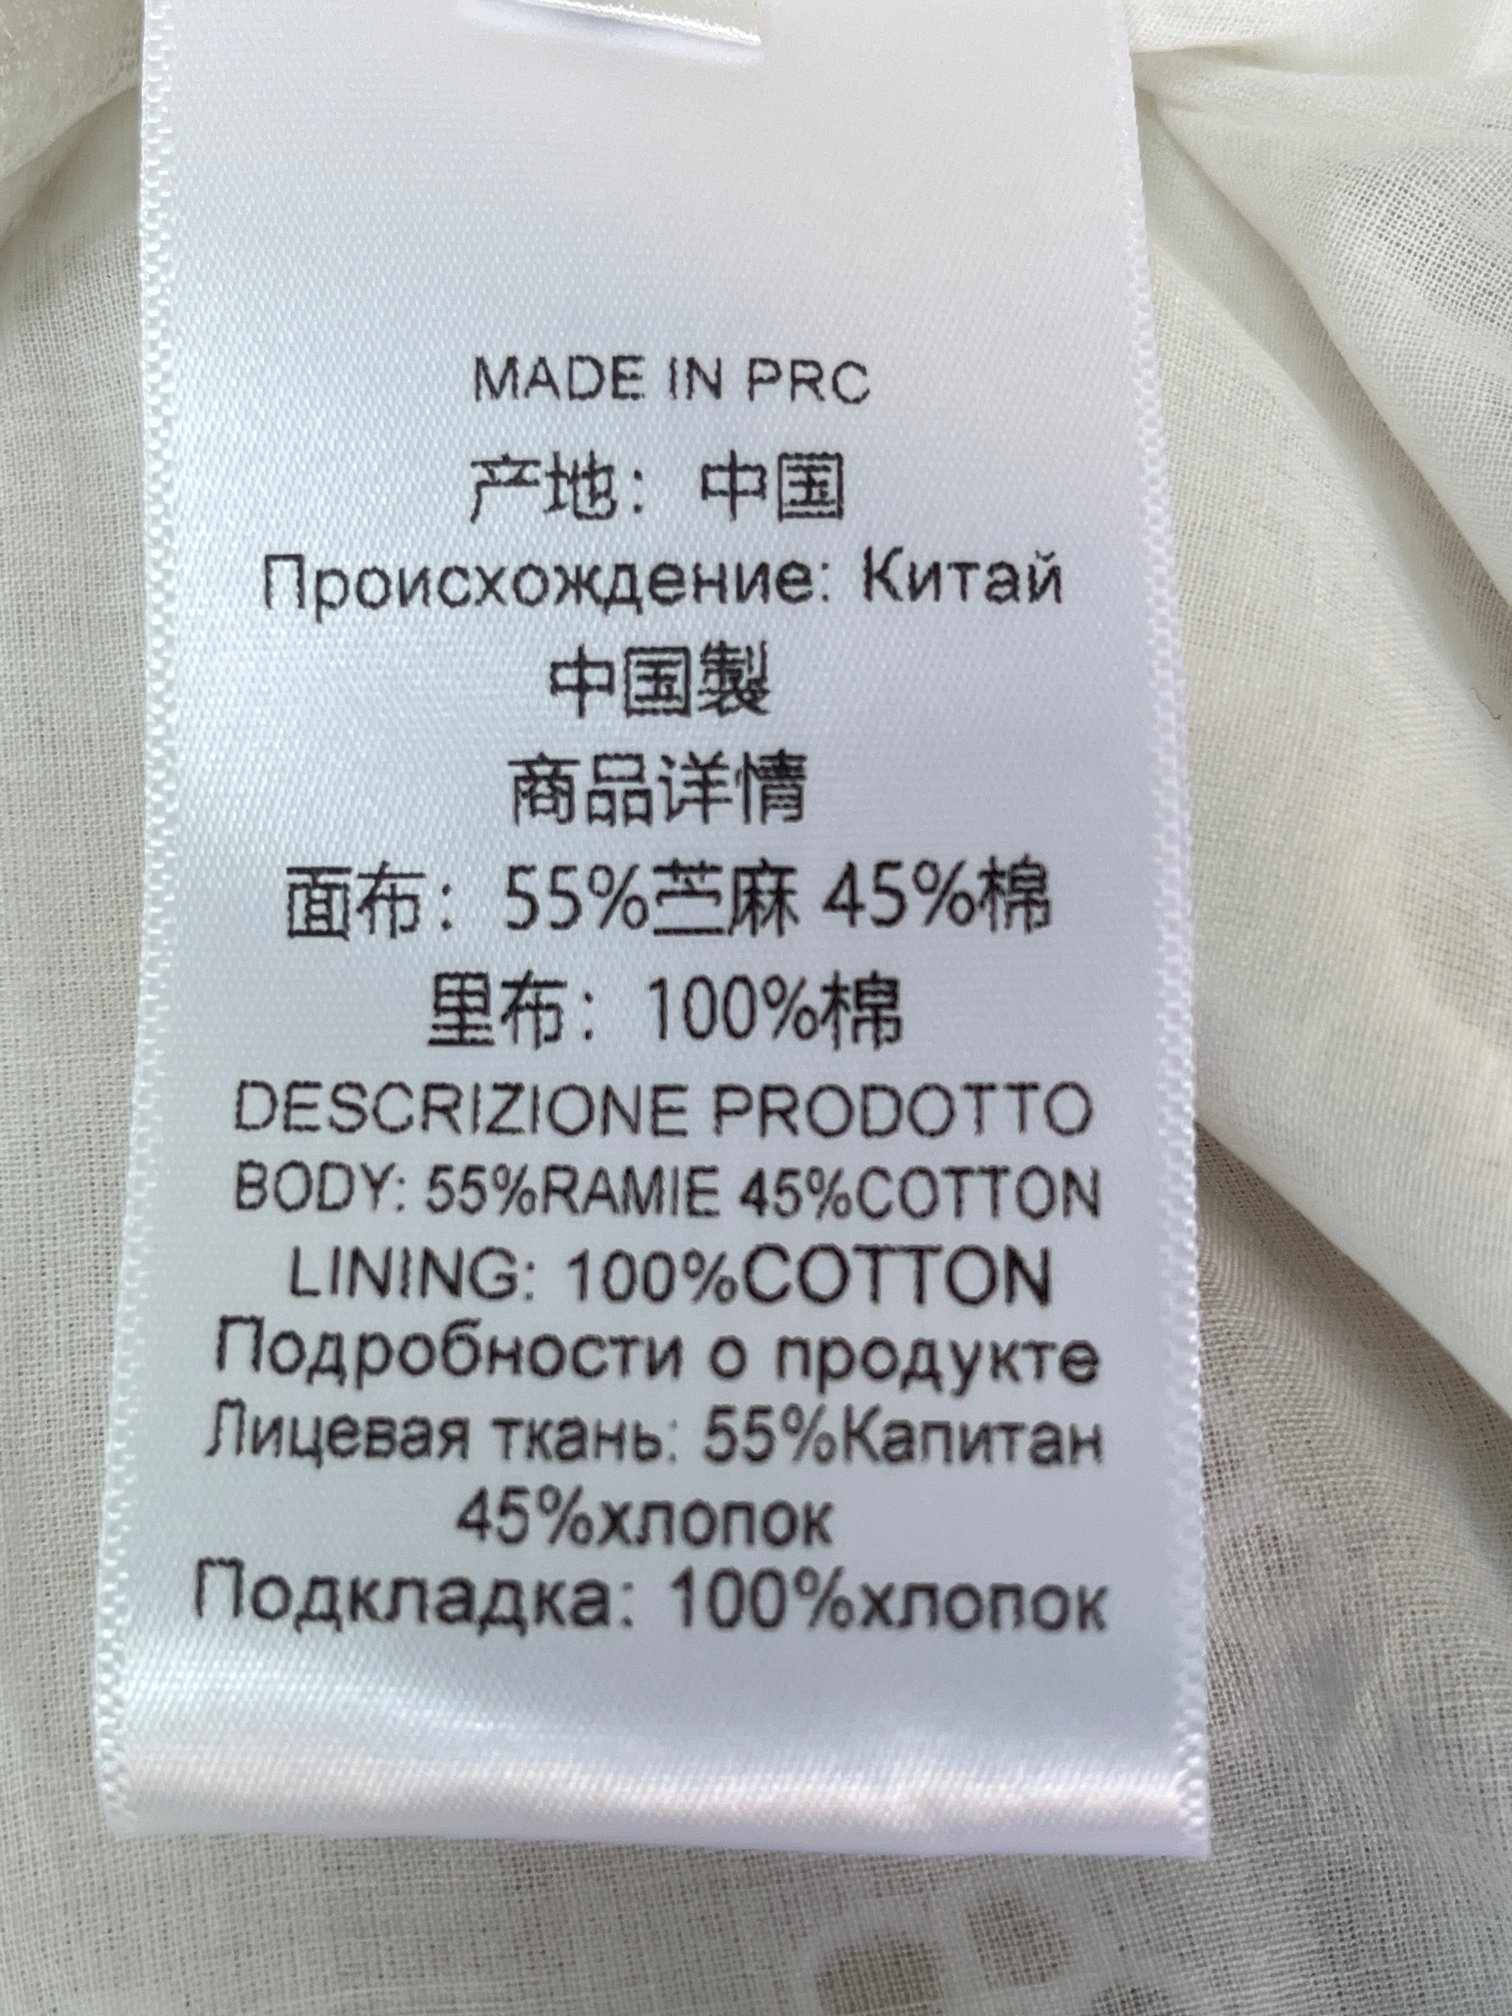 MADE IN PRC
产地：中国
Происхождение: Китай
中国製
商品详情
面布：55%苎麻 45%棉
里布：100%棉
DESCRIZIONE PRODOTTO
BODY: 55%RAMIE 45%COTTON
LINING: 100%COTTON
Подробности о продукте
Лицевая ткань: 55%Капитан
45%хлопок
Подкладка: 100%хлопок